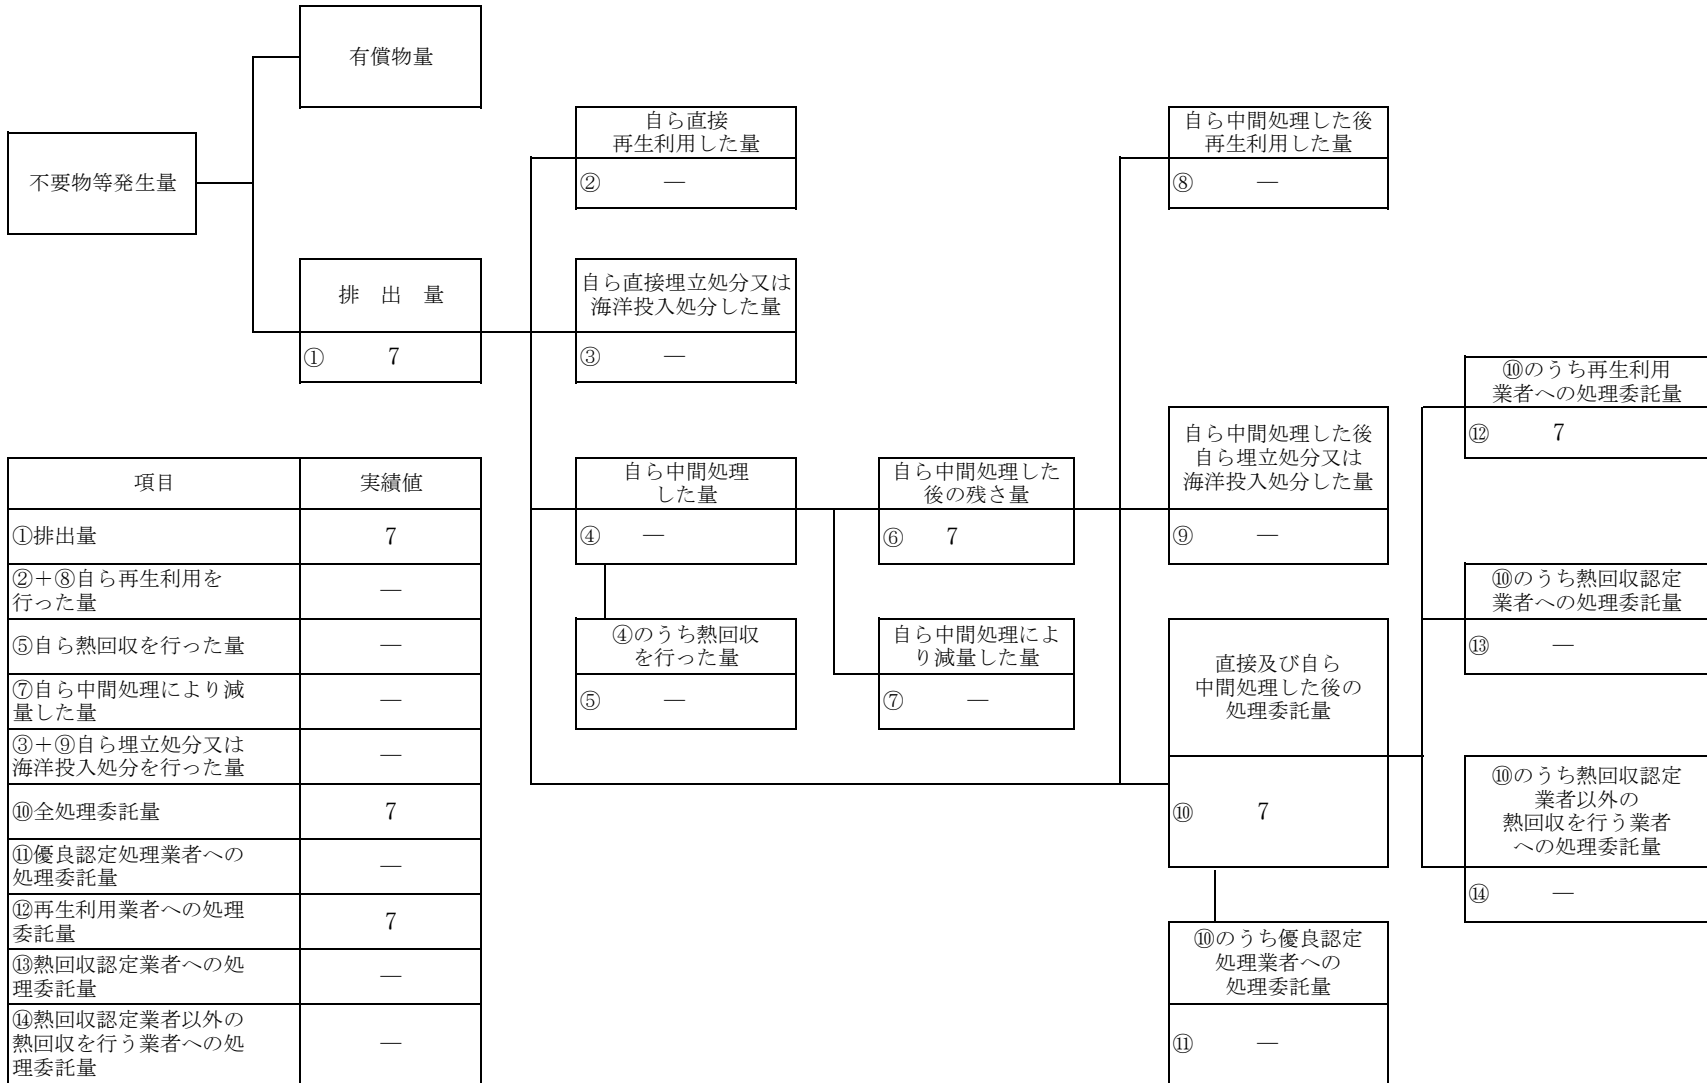 有償物量
不要物等発生量
排 出 量
① 7
自ら直接
再生利用した量
② ―
自ら直接埋立処分又は
海洋投入処分した量
③ ―
自ら中間処理
した量
④ ―
④のうち熱回収
を行った量
⑤ ―
自ら中間処理した
後の残さ量
⑥ 7
自ら中間処理によ
り減量した量
⑦ ―
自ら中間処理した後
再生利用した量
⑧ ―
自ら中間処理した後
自ら埋立処分又は
海洋投入処分した量
⑨ ―
直接及び自ら
中間処理した後の
処理委託量
⑩ 7
⑩のうち優良認定
処理業者への
処理委託量
⑪ ―
⑩のうち再生利用
業者への処理委託量
⑫ 7
⑩のうち熱回収認定
業者への処理委託量
⑬ ―
⑩のうち熱回収認定
業者以外の
熱回収を行う業者
への処理委託量
⑭ ―
項目 実績値
①排出量 7
②＋⑧自ら再生利用を
行った量 ―
⑤自ら熱回収を行った量 ―
⑦自ら中間処理により減
量した量 ―
③＋⑨自ら埋立処分又は
海洋投入処分を行った量 ―
⑩全処理委託量 7
⑪優良認定処理業者への
処理委託量 ―
⑫再生利用業者への処理
委託量 7
⑬熱回収認定業者への処
理委託量 ―
⑭熱回収認定業者以外の
熱回収を行う業者への処
理委託量 ―